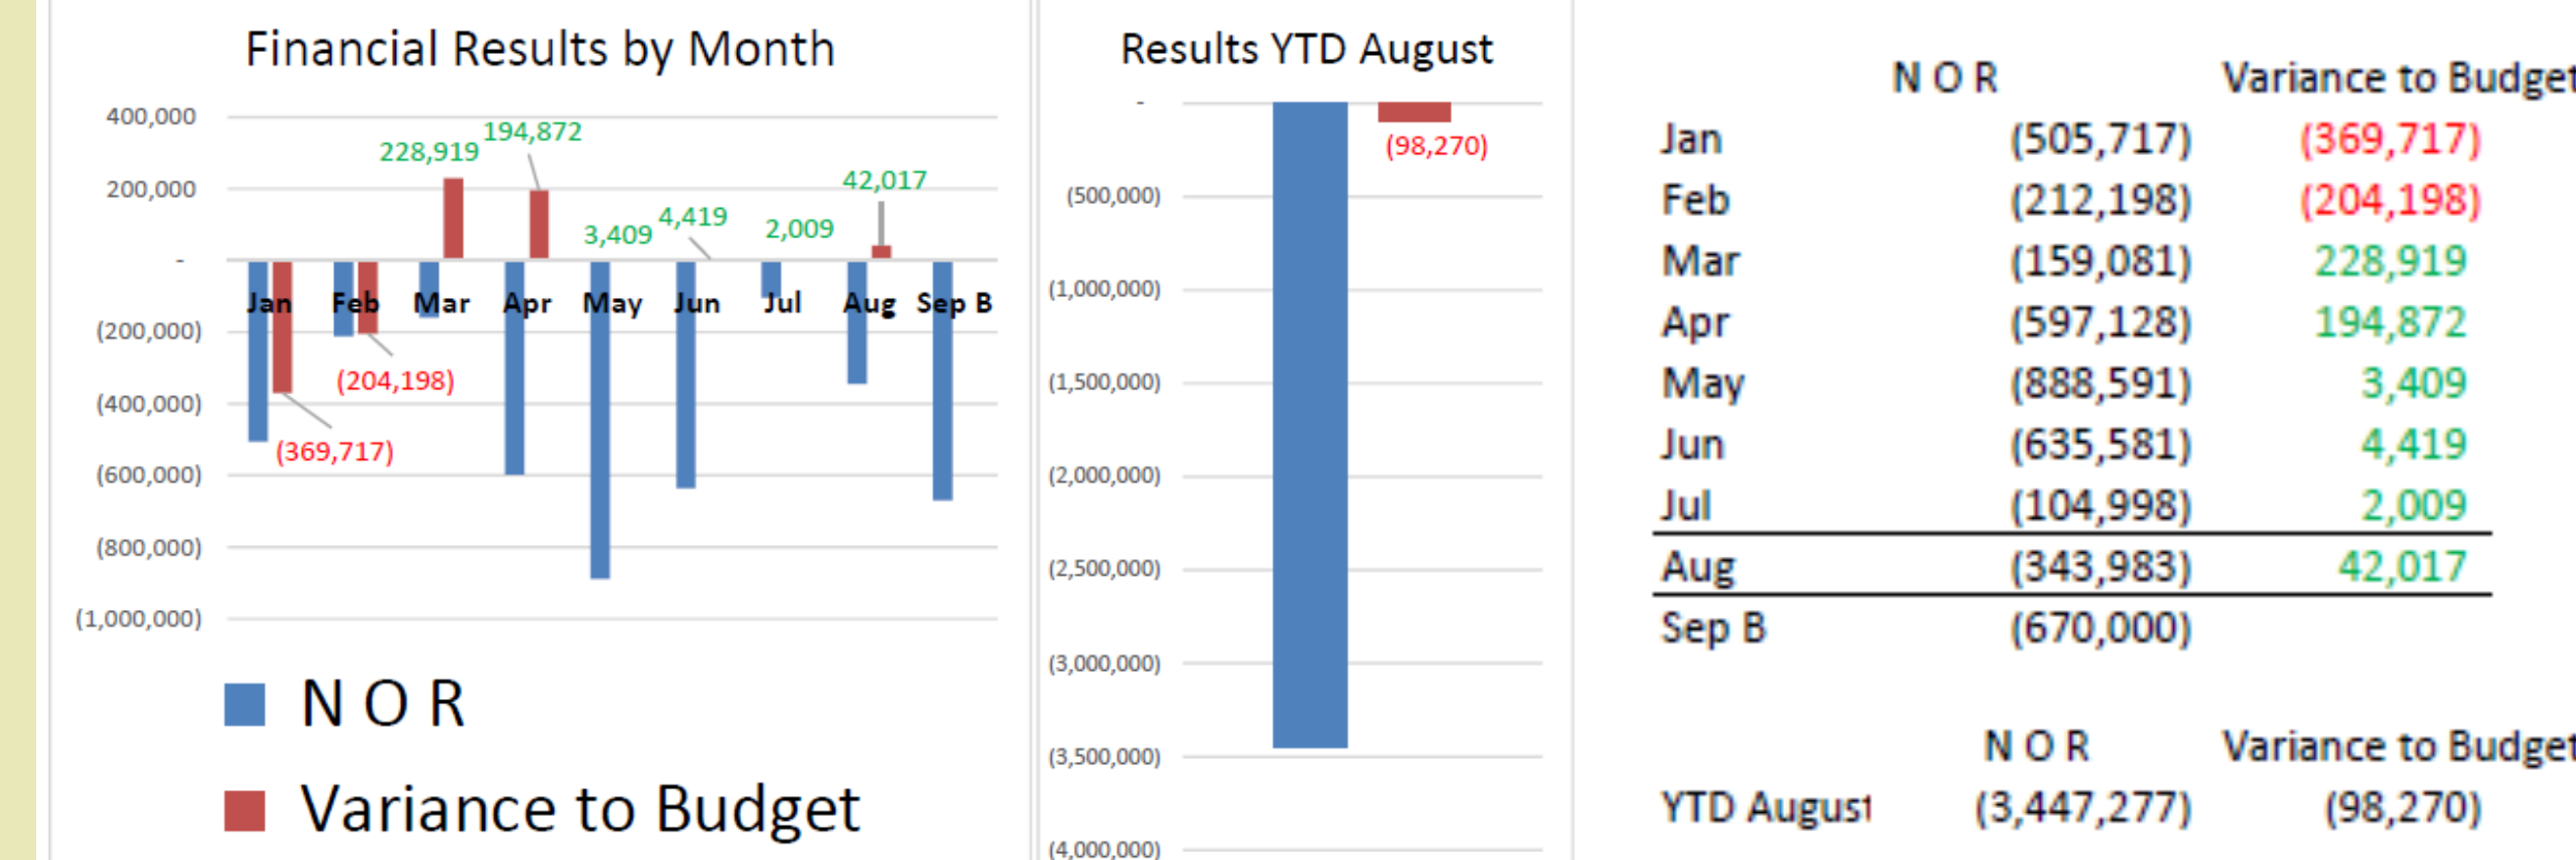 Financial Results by Month
400,000
200,000
-
(200,000)
(400,000)
(600,000)
(800,000)
(1,000,000)
228,919
194,872
3,409
4,419
2,009
42,017
Jan Feb Mar Apr May Jun Jul Aug Sep B
(204,198)
(369,717)
N O R
Variance to Budget
Results YTD August
-
(500,000)
(1,000,000)
(1,500,000)
(2,000,000)
(2,500,000)
(3,000,000)
(3,500,000)
(4,000,000)
(98,270)
N O R Variance to Budget
Jan (505,717) (369,717)
Feb (212,198) (204,198)
Mar (159,081) 228,919
Apr (597,128) 194,872
May (888,591) 3,409
Jun (635,581) 4,419
Jul (104,998) 2,009
Aug (343,983) 42,017
Sep B (670,000)
N O R Variance to Budget
YTD August (3,447,277) (98,270)